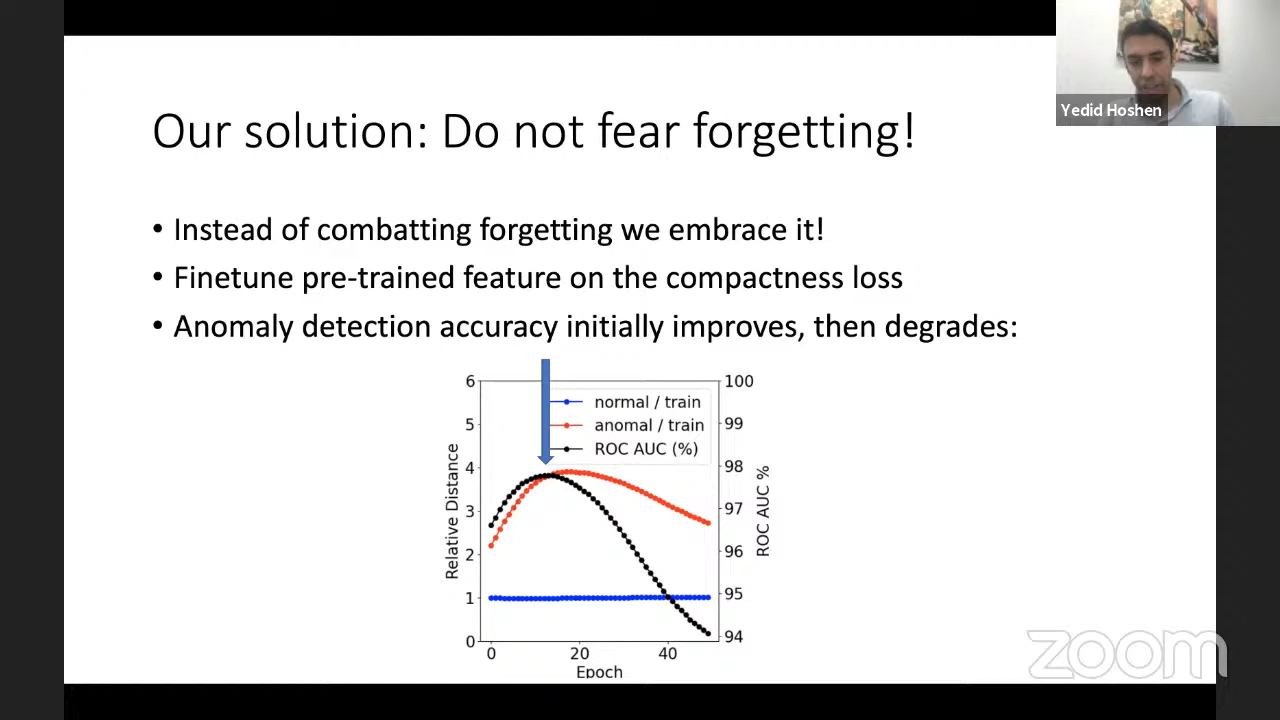 Yedid Hoshen
Our solution: Do not fear forgetting!
• Instead of combatting forgetting we embrace it!
• Finetune pre-trained feature on the compactness loss
• Anomaly detection accuracy initially improves, then degrades:
normal / train
anomal / train
ROC AUC (%)
Relative Distance
6
5
4
3
2
1
0
100
99
98
97
96
95
94
ROC AUC %
0 20 40
Epoch
zoom